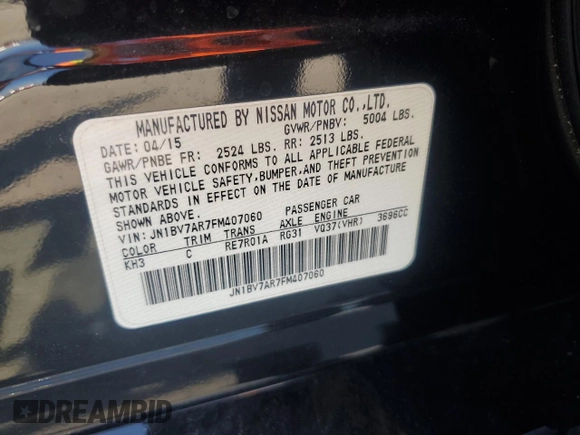 MANUFACTURED BY NISSAN MOTOR CO.,LTD.
DATE: 04/15 GVWR/PNBV: 5004 LBS.
GAWR/PNBE FR: 2524 LBS. RR: 2513 LBS.
THIS VEHICLE CONFORMS TO ALL APPLICABLE FEDERAL
MOTOR VEHICLE SAFETY,BUMPER,AND THEFT PREVENTION
STANDARDS IN EFFECT ON THE DATE OF MANUFACTURE
SHOWN ABOVE.
VIN: JN1BV7AR7FM407060 PASSENGER CAR
COLOR TRIM TRANS AXLE ENGINE
KH3 C RE7R01A RG31 VQ37(VHR) 3696CC
JN1BV7AR7FM407060
DREAMBID